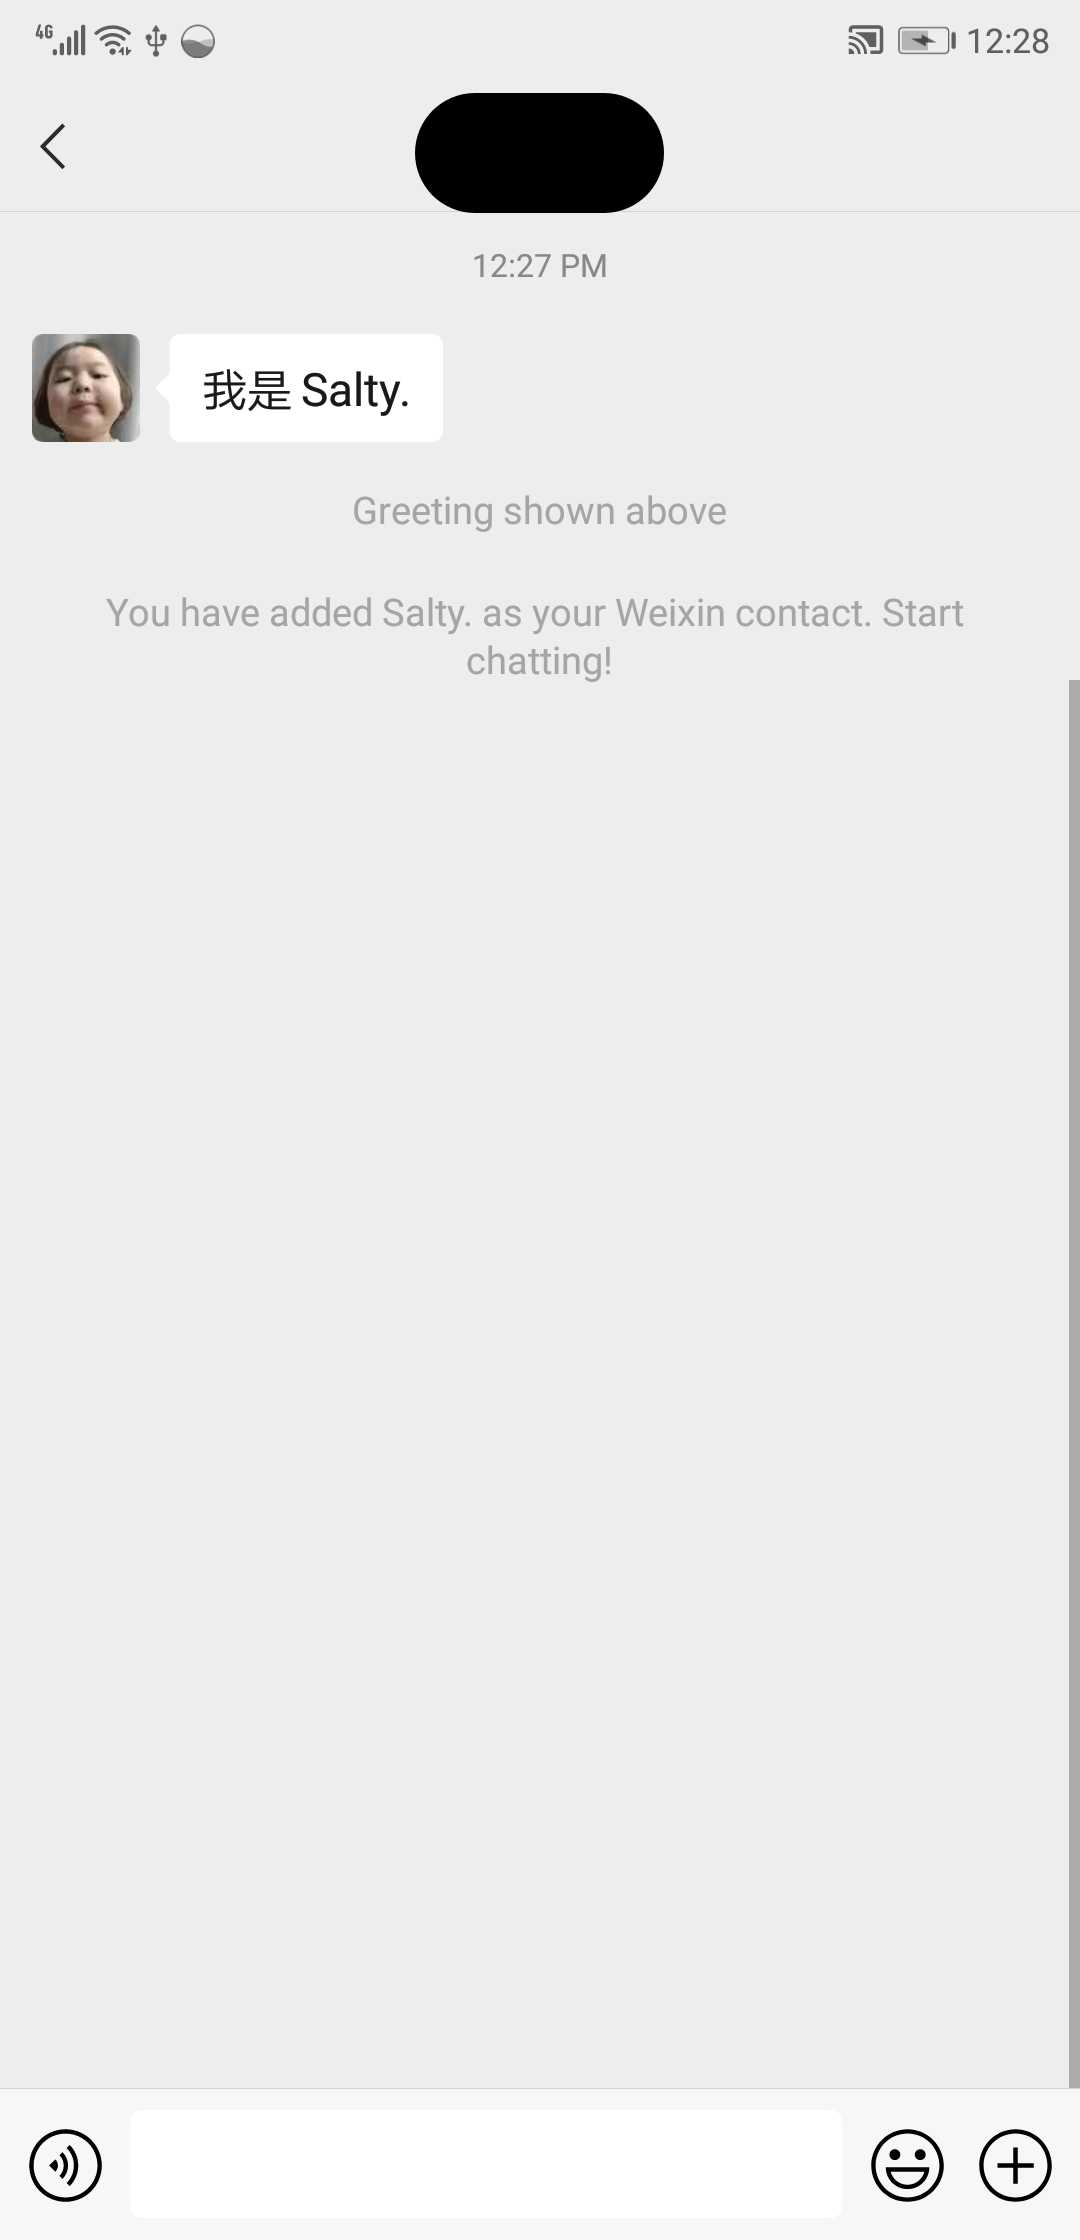 4G 12:28
12:27 PM
我是 Salty.
Greeting shown above
You have added Salty. as your Weixin contact. Start
chatting!